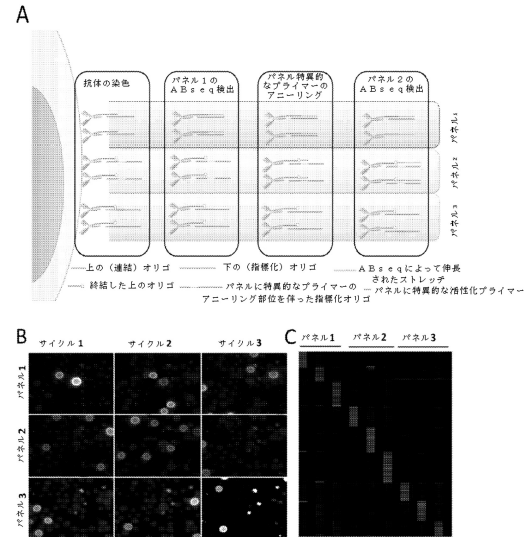 A
抗体の染色
パネル1の
ABseq検出
パネル特異的
なプライマーの
アニーリング
パネル2の
ABseq検出
パネル1
パネル2
パネル3
上の（連結）オリゴ
下の（指標化）オリゴ
ABseqによって伸長
されたストレッチ
終結した上のオリゴ
パネルに特異的なプライマーの
アニーリング部位を伴った指標化オリゴ
パネルに特異的な活性化プライマー
B
サイクル1
サイクル2
サイクル3
パネル1
パネル2
パネル3
C
パネル1
パネル2
パネル3